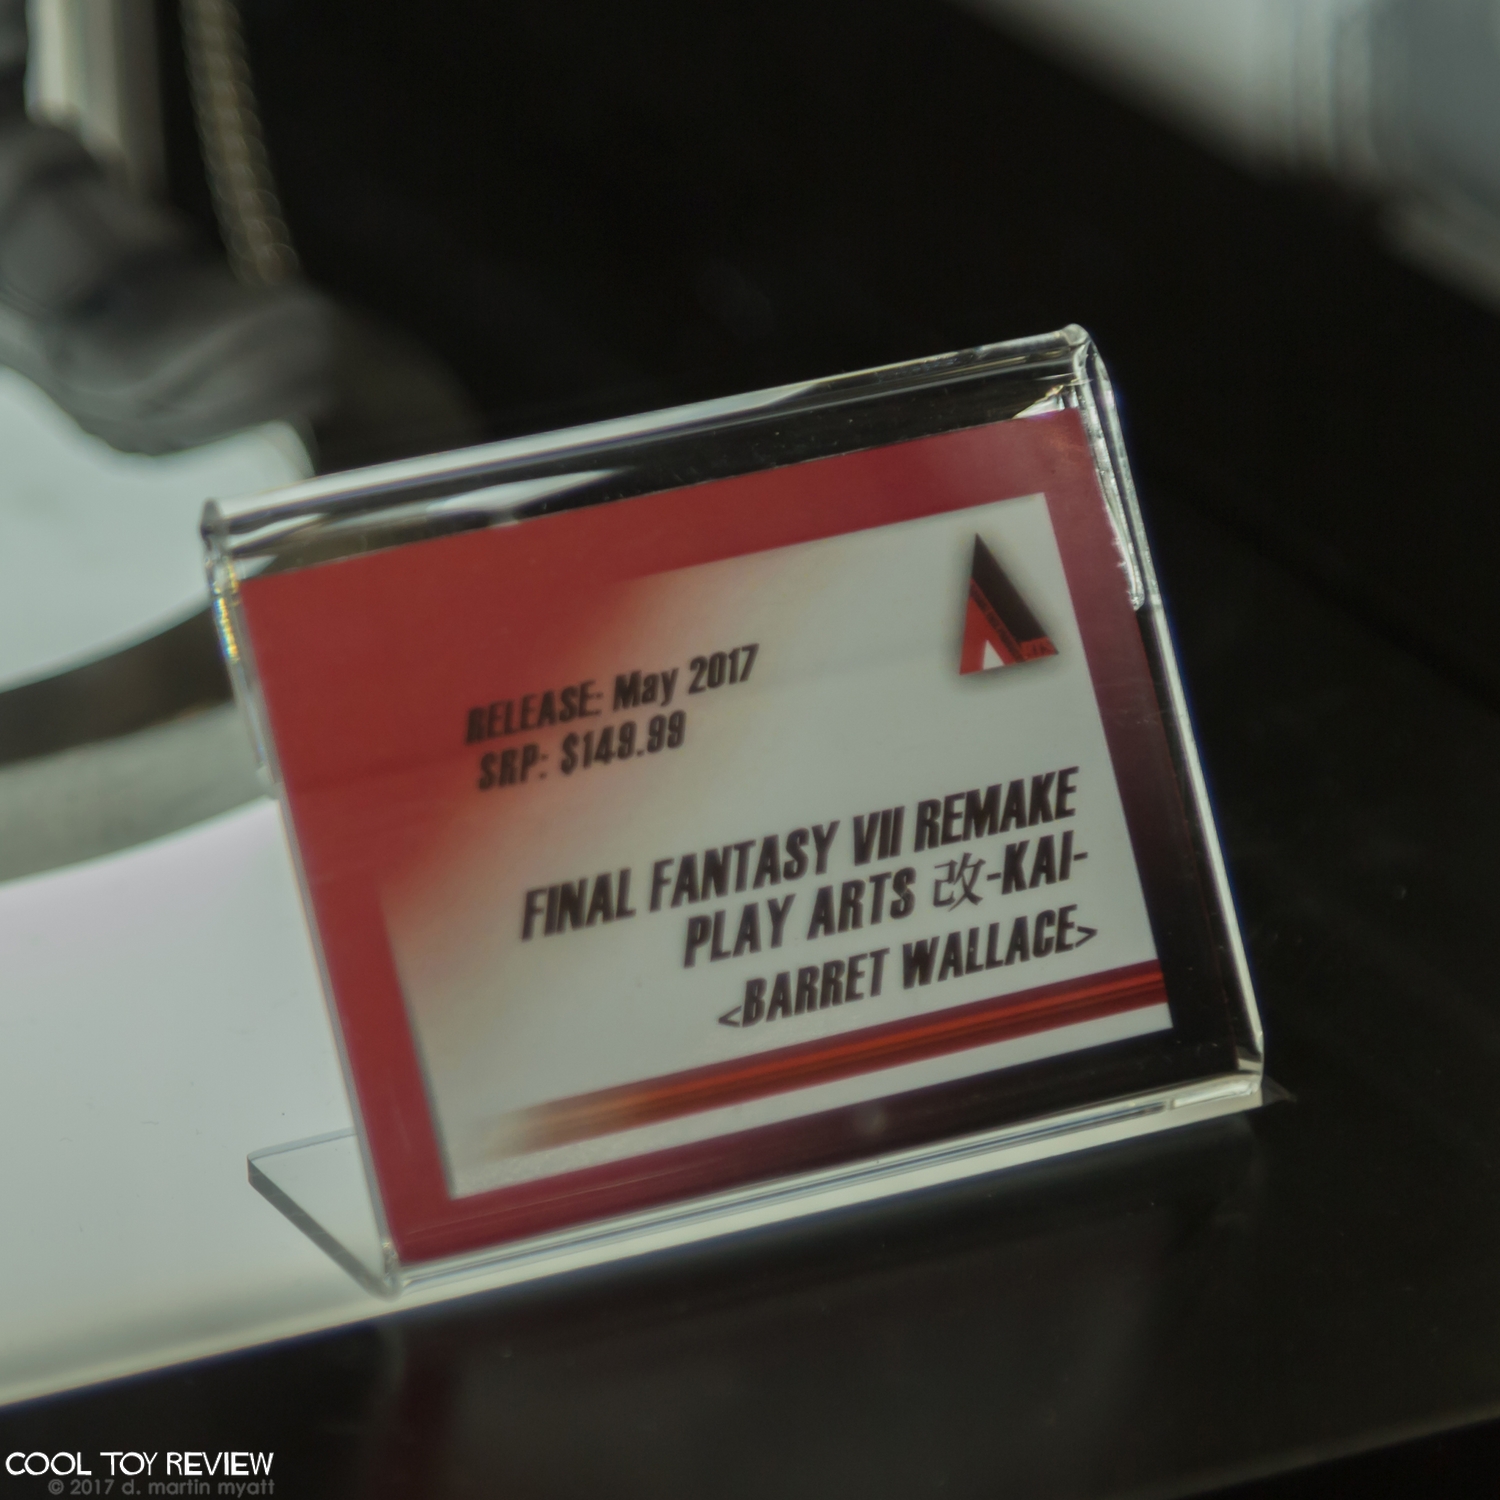 RELEASE: May 2017
SRP: $149.99
FINAL FANTASY VII REMAKE
PLAY ARTS 改-KAI-
<BARRET WALLACE>
COOL TOY REVIEW
© 2017 d. martin myatt